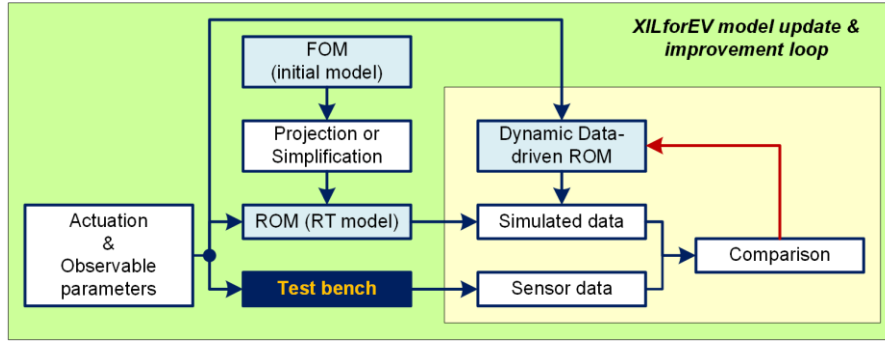 XILforEV model update &
improvement loop
FOM
(initial model)
Projection or
Simplification
Dynamic Data-
driven ROM
Actuation
&
Observable
parameters
ROM (RT model)
Simulated data
Comparison
Test bench
Sensor data